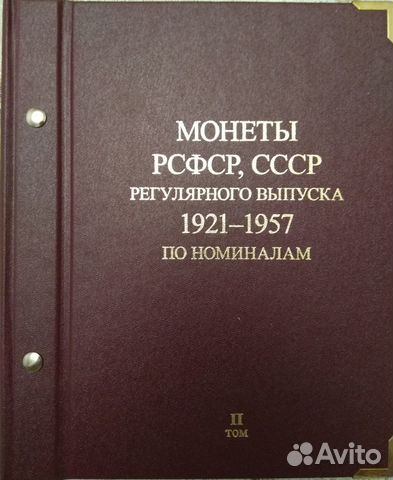 МОНЕТЫ
РСФСР, СССР
РЕГУЛЯРНОГО ВЫПУСКА
1921–1957
ПО НОМИНАЛАМ
II
ТОМ
Avito